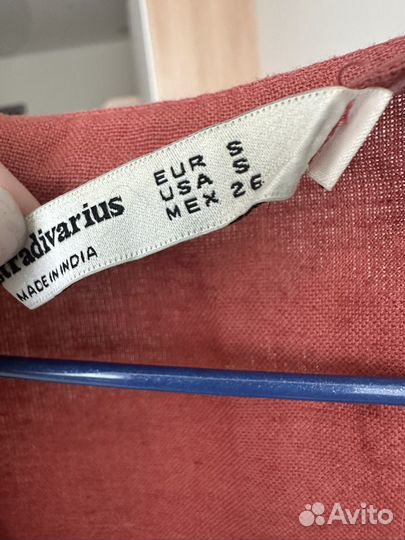 stradivarius
MADE IN INDIA
EUR S
USA S
MEX 26
Avito